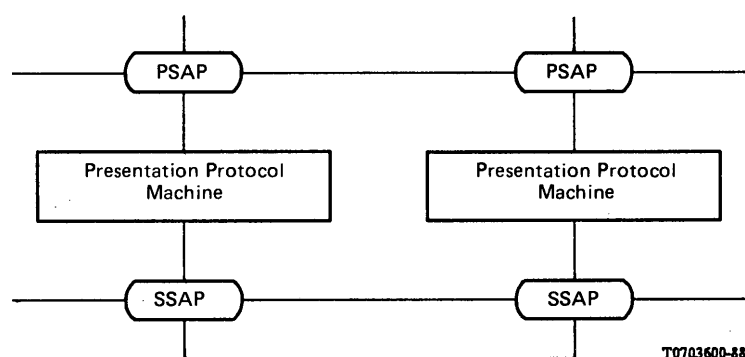 PSAP
PSAP
Presentation Protocol
Machine
Presentation Protocol
Machine
SSAP
SSAP
T0703600-88